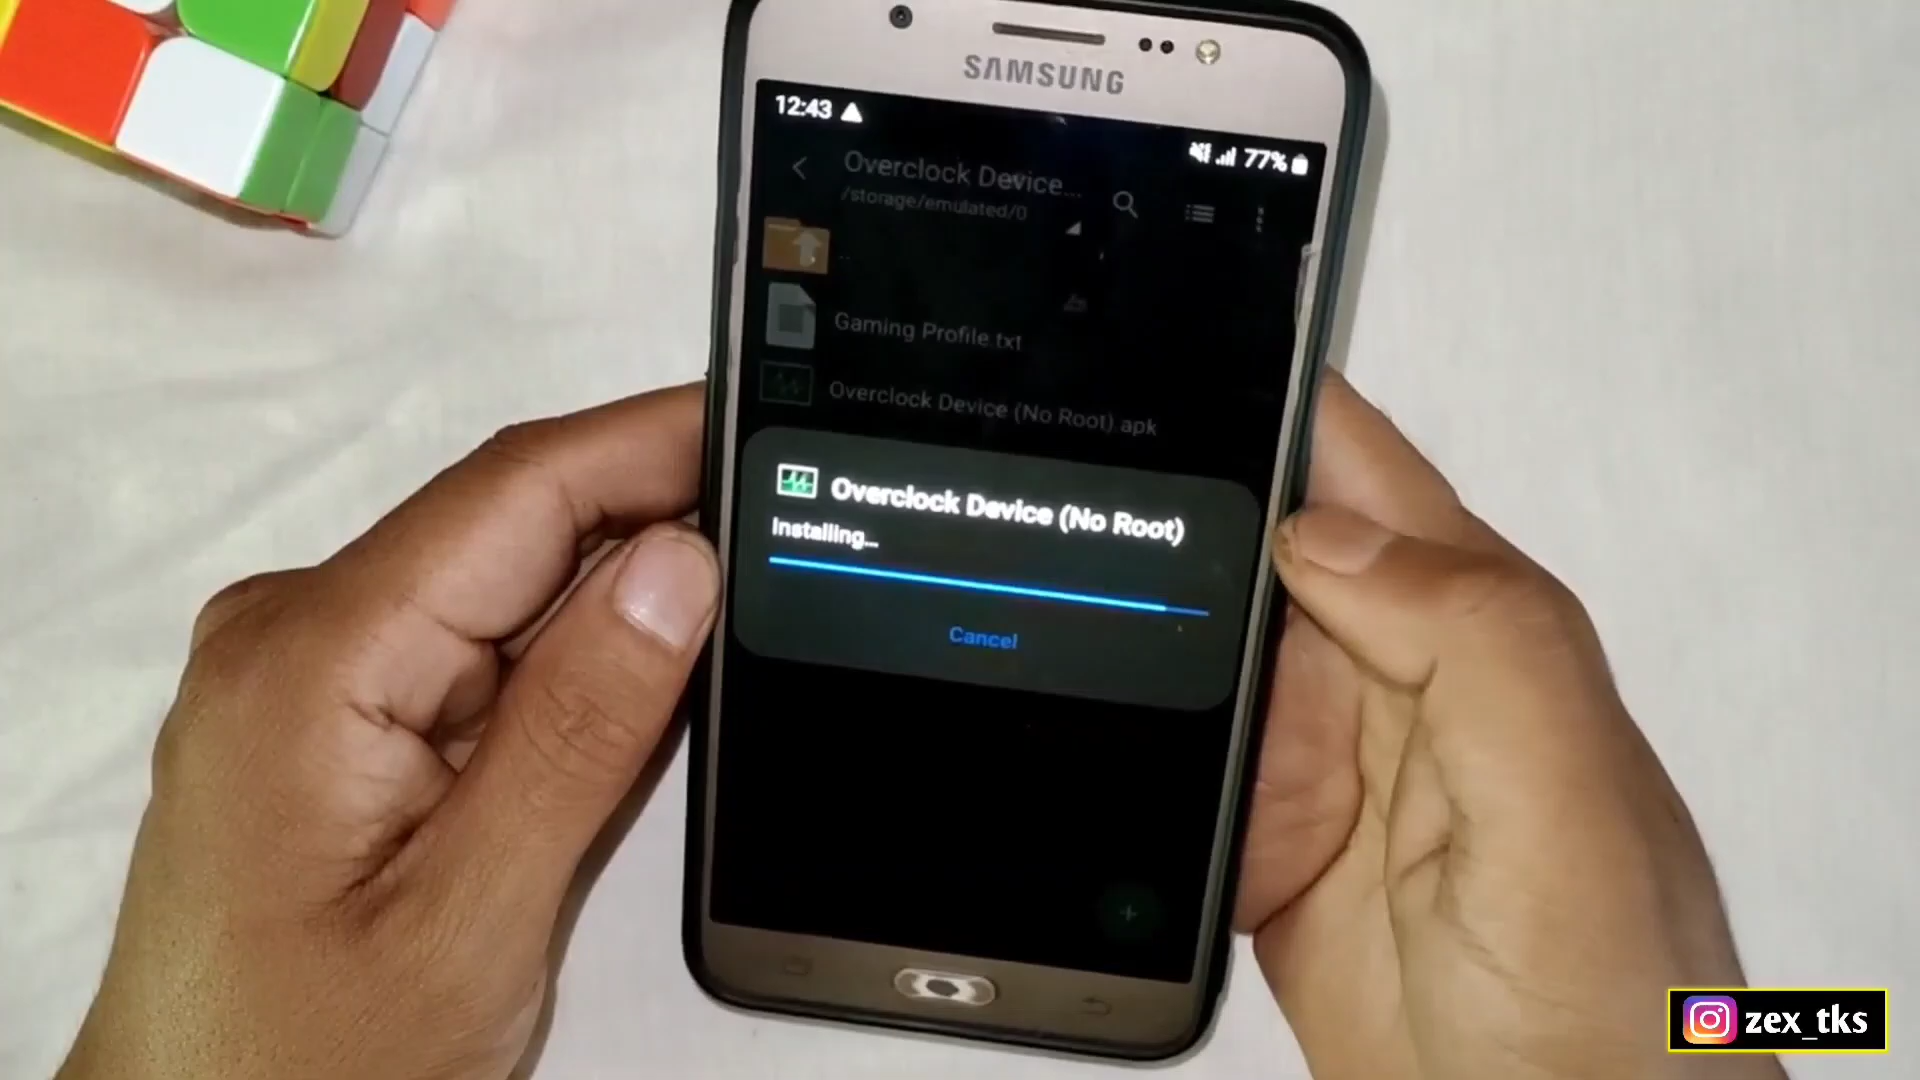 SAMSUNG
12:43
77%
Overclock Device...
/storage/emulated/0
..
Gaming Profile.txt
Overclock Device (No Root).apk
Overclock Device (No Root)
Installing...
Cancel
zex_tks